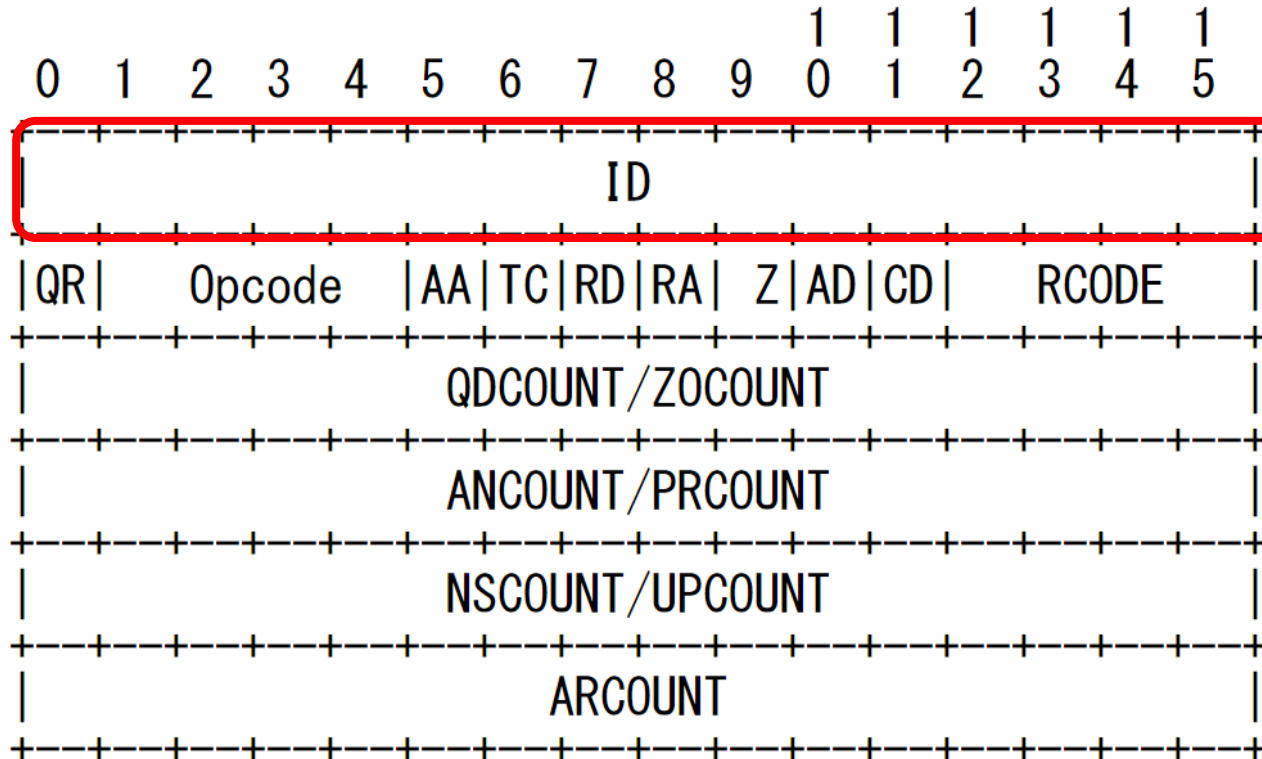 1  1  1  1  1  1
  0  1  2  3  4  5  6  7  8  9  0  1  2  3  4  5
+--+--+--+--+--+--+--+--+--+--+--+--+--+--+--+--+
|                      ID                       |
+--+--+--+--+--+--+--+--+--+--+--+--+--+--+--+--+
|QR|   Opcode  |AA|TC|RD|RA| Z|AD|CD|   RCODE   |
+--+--+--+--+--+--+--+--+--+--+--+--+--+--+--+--+
|                QDCOUNT/ZOCOUNT                |
+--+--+--+--+--+--+--+--+--+--+--+--+--+--+--+--+
|                ANCOUNT/PRCOUNT                |
+--+--+--+--+--+--+--+--+--+--+--+--+--+--+--+--+
|                NSCOUNT/UPCOUNT                |
+--+--+--+--+--+--+--+--+--+--+--+--+--+--+--+--+
|                    ARCOUNT                    |
+--+--+--+--+--+--+--+--+--+--+--+--+--+--+--+--+